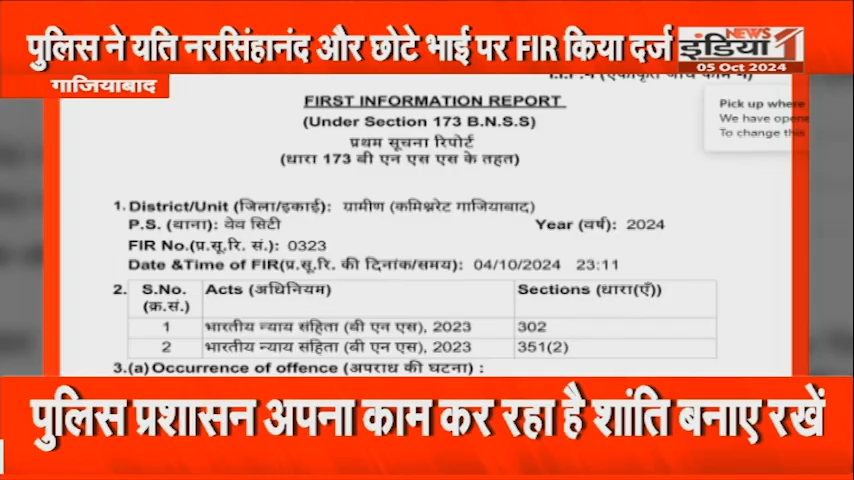 पुलिस ने यति नरसिंहानंद और छोटे भाई पर FIR किया दर्ज
NEWS
इंडिया 1
05 Oct 2024
गाजियाबाद
FIRST INFORMATION REPORT
(Under Section 173 B.N.S.S)
प्रथम सूचना रिपोर्ट
(धारा 173 बी एन एस एस के तहत)
Pick up where
We have opene
To change this
1. District/Unit (जिला/इकाई): ग्रामीण (कमिश्नरेट गाजियाबाद)
P.S. (थाना): वेव सिटी Year (वर्ष): 2024
FIR No.(प्र.सू.रि. सं.): 0323
Date &Time of FIR(प्र.सू.रि. की दिनांक/समय): 04/10/2024 23:11
2. S.No. Acts (अधिनियम) Sections (धारा(एँ))
(क्र.सं.)
1 भारतीय न्याय संहिता (बी एन एस), 2023 302
2 भारतीय न्याय संहिता (बी एन एस), 2023 351(2)
3.(a) Occurrence of offence (अपराध की घटना) :
पुलिस प्रशासन अपना काम कर रहा है शांति बनाए रखें